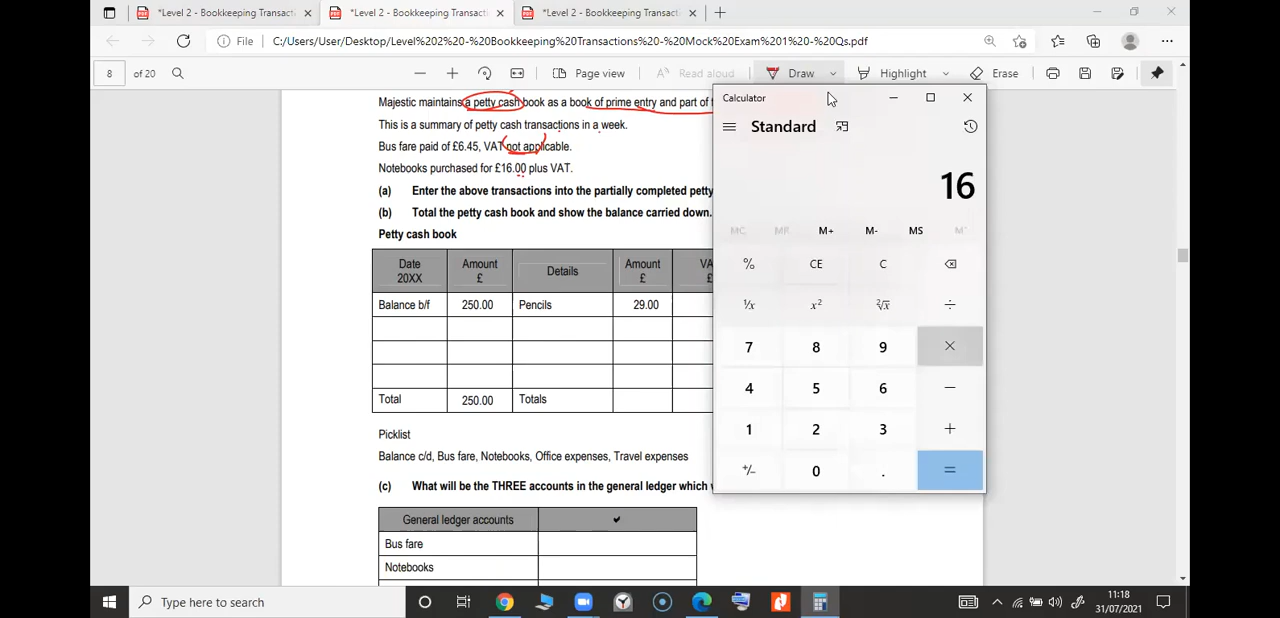 *Level 2 - Bookkeeping Transact
*Level 2 - Bookkeeping Transact
*Level 2 - Bookkeeping Transact
File
C:/Users/User/Desktop/Level%202%20-%20Bookkeeping%20Transactions%20-%20Mock%20Exam%201%20-%20Qs.pdf
8 of 20
Page view
Read aloud
Draw
Highlight
Erase
Majestic maintains a petty cash book as a book of prime entry and part of
This is a summary of petty cash transactions in a week.
Bus fare paid of £6.45, VAT not applicable.
Notebooks purchased for £16.00 plus VAT.
(a) Enter the above transactions into the partially completed petty
(b) Total the petty cash book and show the balance carried down.
Petty cash book
Date 20XX Amount £ Details Amount £ VA £
Balance b/f 250.00 Pencils 29.00
Total 250.00 Totals
Picklist
Balance c/d, Bus fare, Notebooks, Office expenses, Travel expenses
(c) What will be the THREE accounts in the general ledger which
General ledger accounts ✔
Bus fare
Notebooks
Calculator
Standard
16
MC MR M+ M- MS M
% CE C
¹/x x² ²√x ÷
7 8 9 ×
4 5 6 −
1 2 3 +
+/− 0 . =
Type here to search
11:18
31/07/2021